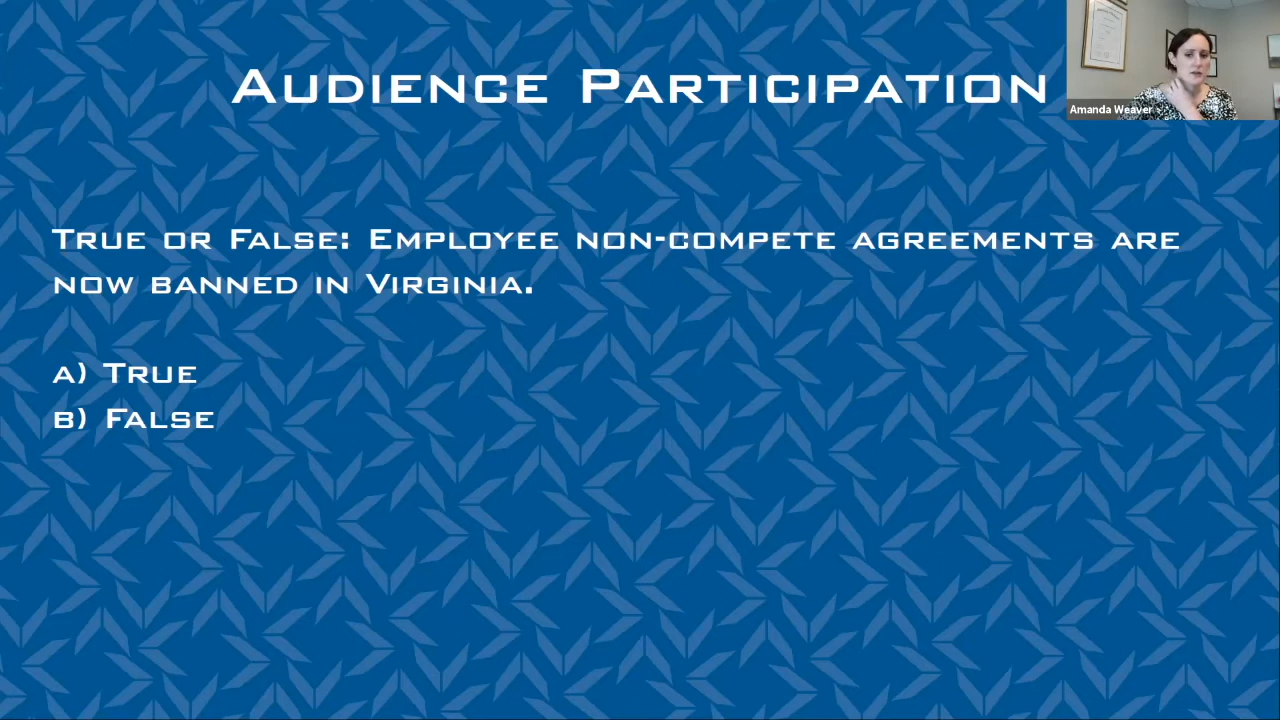 Audience Participation
Amanda Weaver
True or False: Employee non-compete agreements are
now banned in Virginia.
a) True
b) False